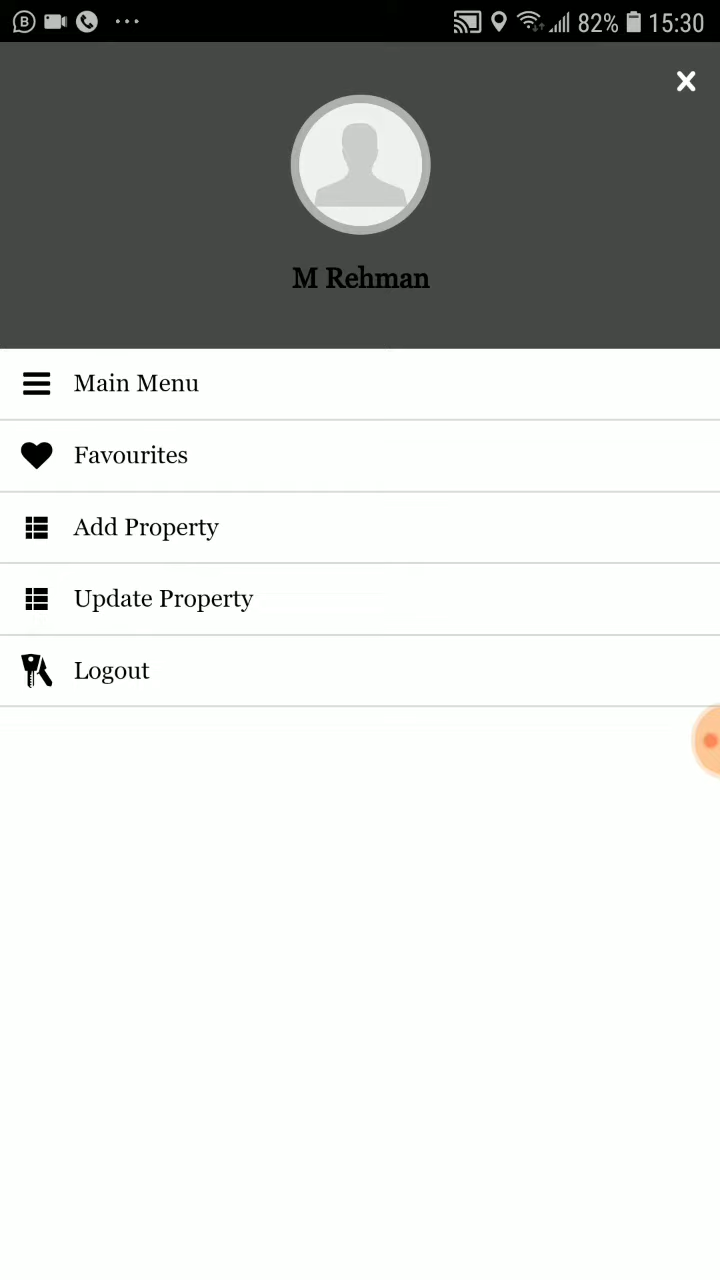 82% 15:30
M Rehman
Main Menu
Favourites
Add Property
Update Property
Logout